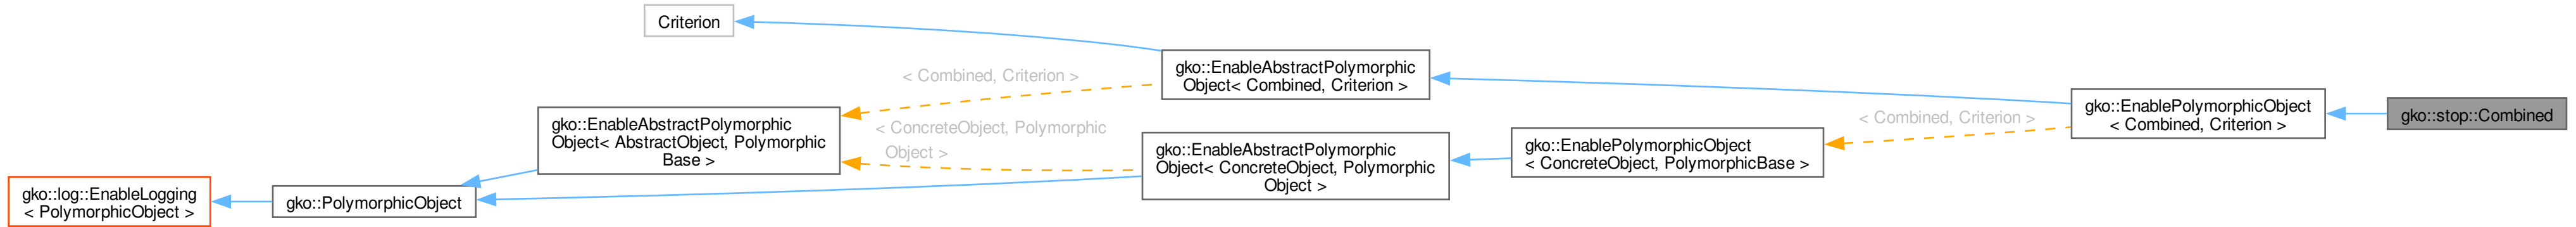 Criterion
gko::EnableAbstractPolymorphic
Object< Combined, Criterion >
< Combined, Criterion >
gko::EnablePolymorphicObject
< Combined, Criterion >
gko::stop::Combined
gko::EnableAbstractPolymorphic
Object< AbstractObject, Polymorphic
Base >
< ConcreteObject, Polymorphic
Object >
gko::EnableAbstractPolymorphic
Object< ConcreteObject, Polymorphic
Object >
gko::EnablePolymorphicObject
< ConcreteObject, PolymorphicBase >
< Combined, Criterion >
gko::log::EnableLogging
< PolymorphicObject >
gko::PolymorphicObject